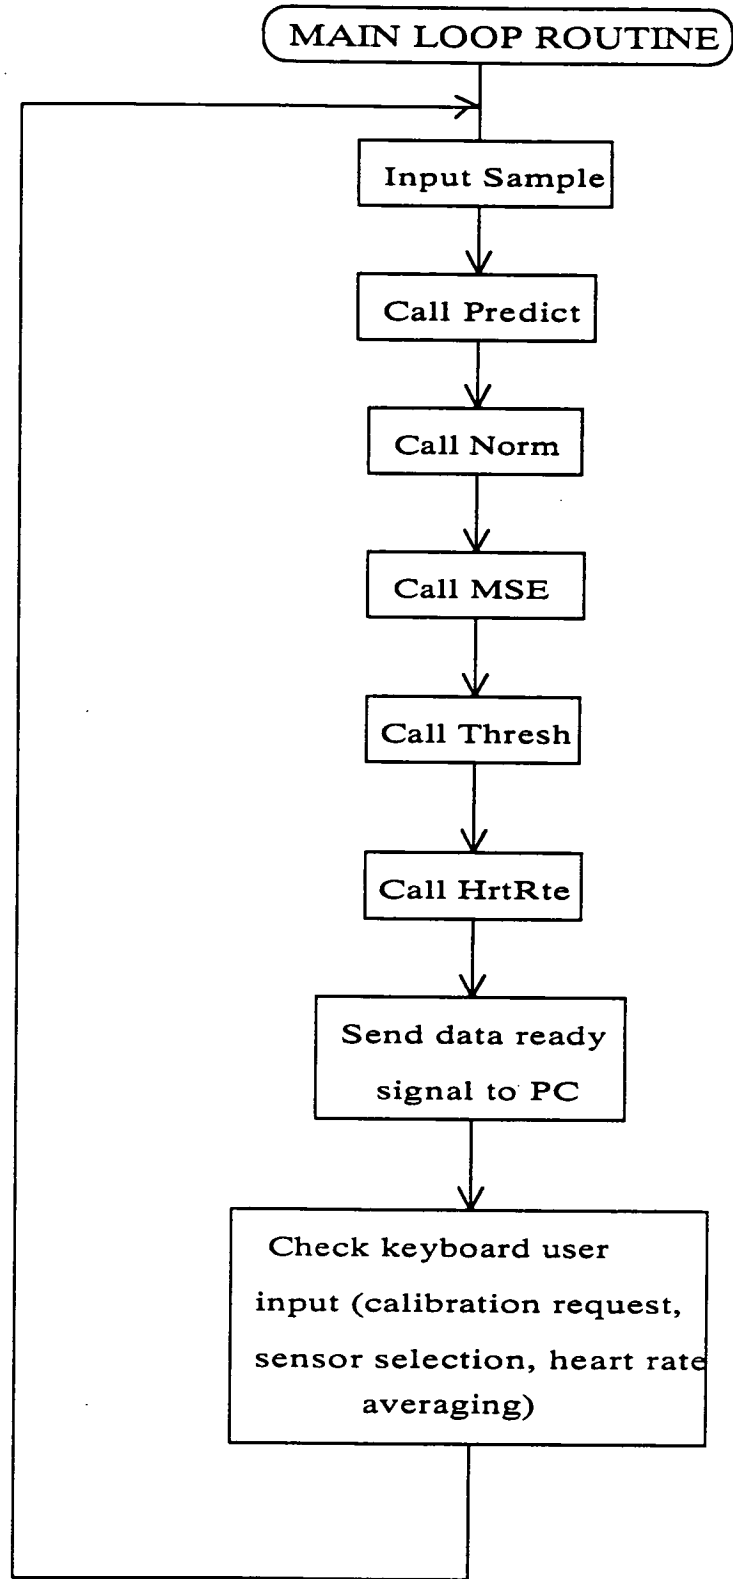 MAIN LOOP ROUTINE
Input Sample
Call Predict
Call Norm
Call MSE
Call Thresh
Call HrtRte
Send data ready
signal to PC
Check keyboard user
input (calibration request,
sensor selection, heart rate
averaging)